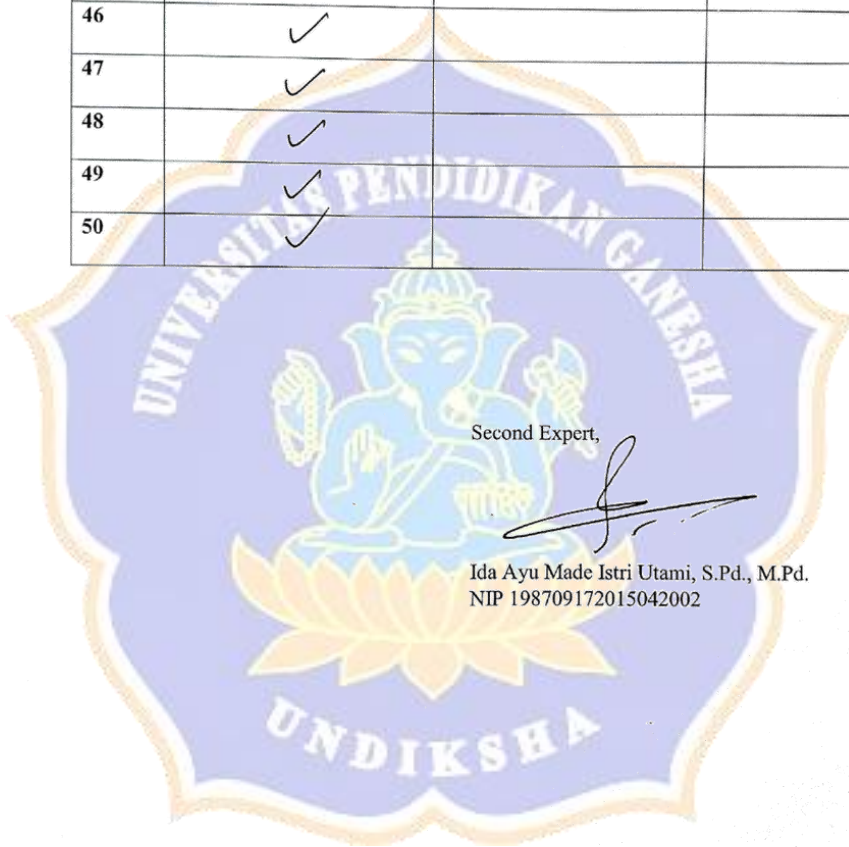 46 ✓
47 ✓
48 ✓
49 ✓
50 ✓
UNIVERSITAS PENDIDIKAN GANESHA
Second Expert,
Ida Ayu Made Istri Utami, S.Pd., M.Pd.
NIP 198709172015042002
UNDIKSHA